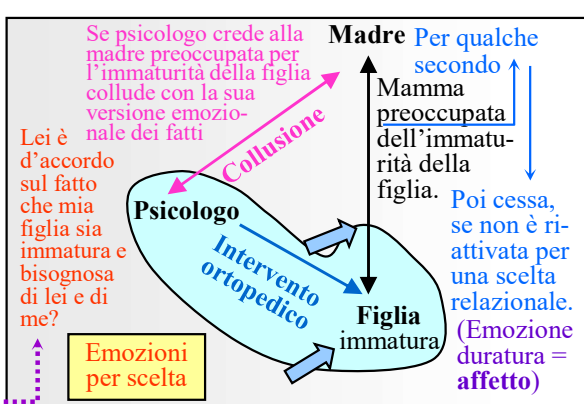 Se psicologo crede alla
madre preoccupata per
l'immaturità della figlia
collude con la sua
versione emozio-
nale dei fatti
Madre
Per qualche
secondo
Mamma
preoccupata
dell'immatu-
rità della
figlia.
Collusione
Lei è
d'accordo
sul fatto
che mia
figlia sia
immatura e
bisognosa
di lei e di
me?
Psicologo
Intervento
ortopedico
Figlia
immatura
Poi cessa,
se non è ri-
attivata per
una scelta
relazionale.
(Emozione
duratura =
affetto)
Emozioni
per scelta